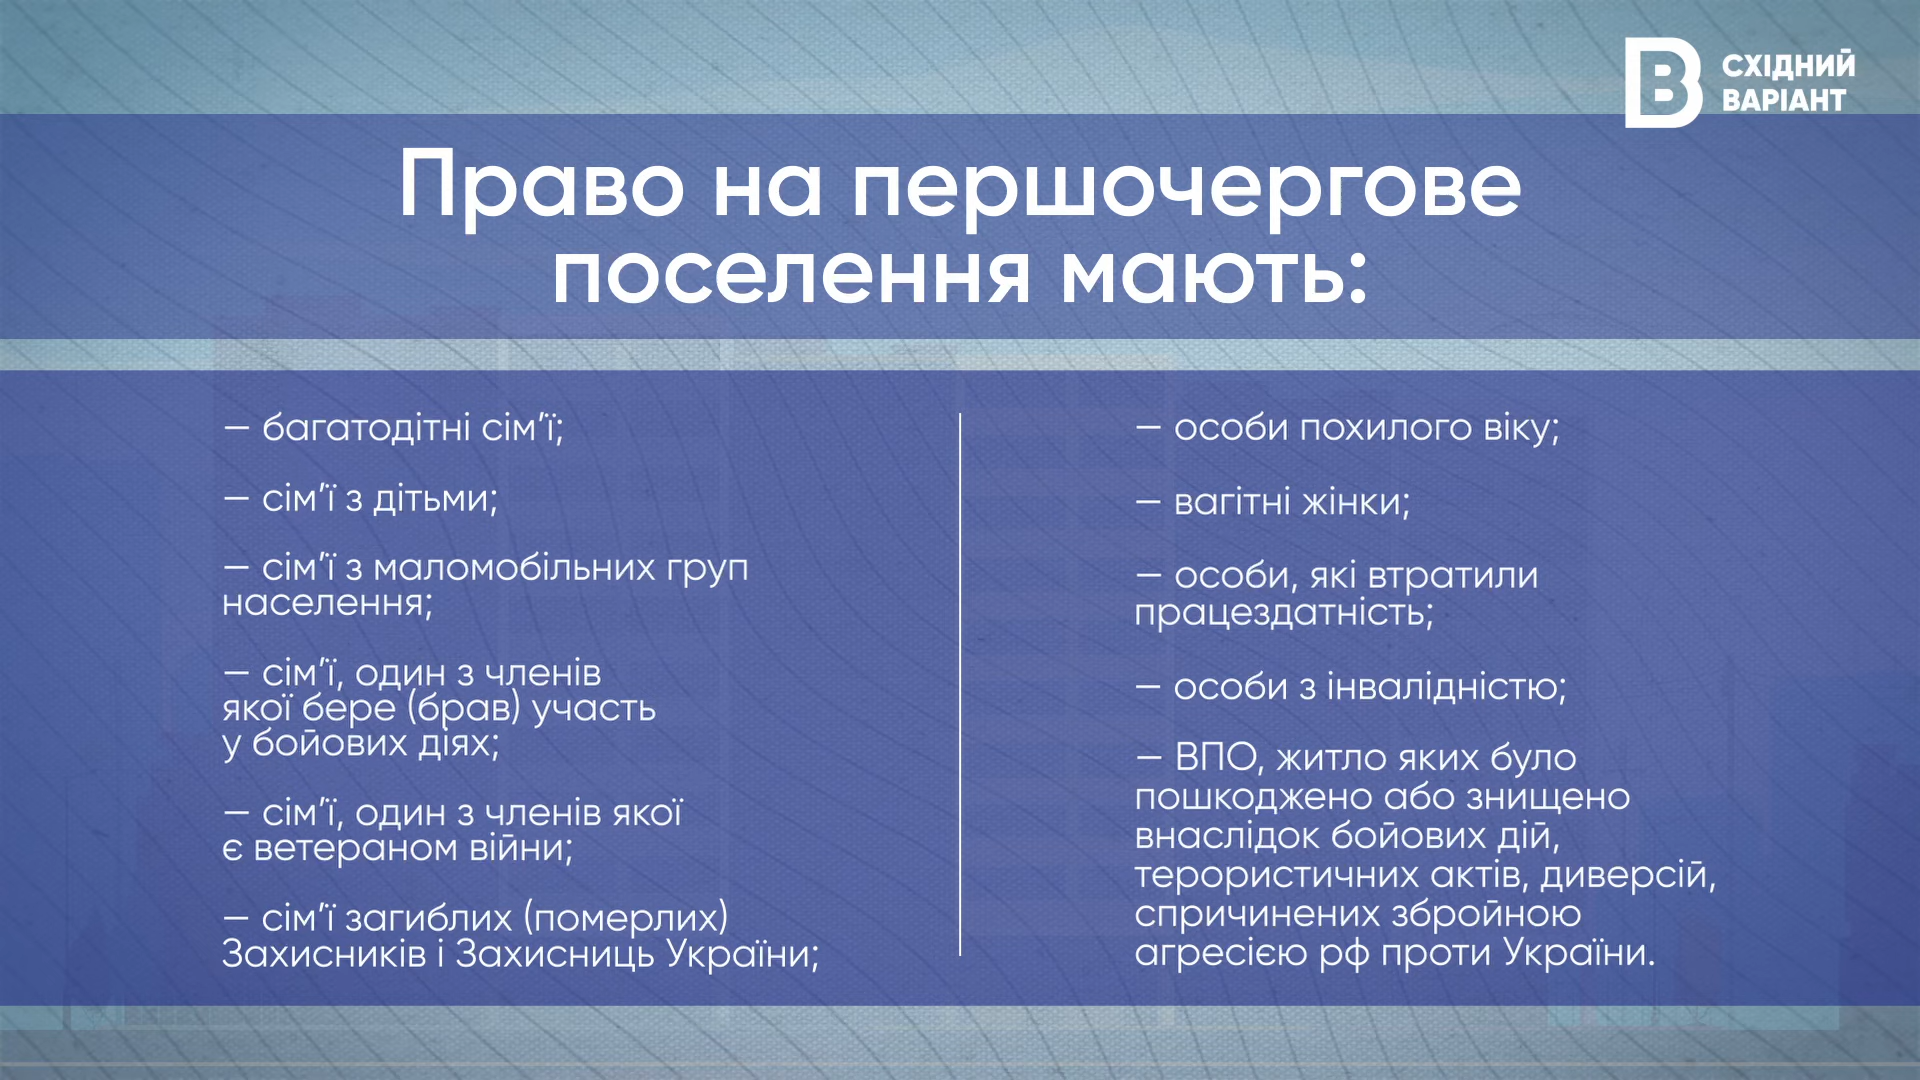 СХІДНИЙ
ВАРІАНТ
Право на першочергове
поселення мають:
— багатодітні сім’ї;
— сім’ї з дітьми;
— сім’ї з маломобільних груп
населення;
— сім’ї, один з членів
якої бере (брав) участь
у бойових діях;
— сім’ї, один з членів якої
є ветераном війни;
— сім’ї загиблих (померлих)
Захисників і Захисниць України;
— особи похилого віку;
— вагітні жінки;
— особи, які втратили
працездатність;
— особи з інвалідністю;
— ВПО, житло яких було
пошкоджено або знищено
внаслідок бойових дій,
терористичних актів, диверсій,
спричинених збройною
агресією рф проти України.